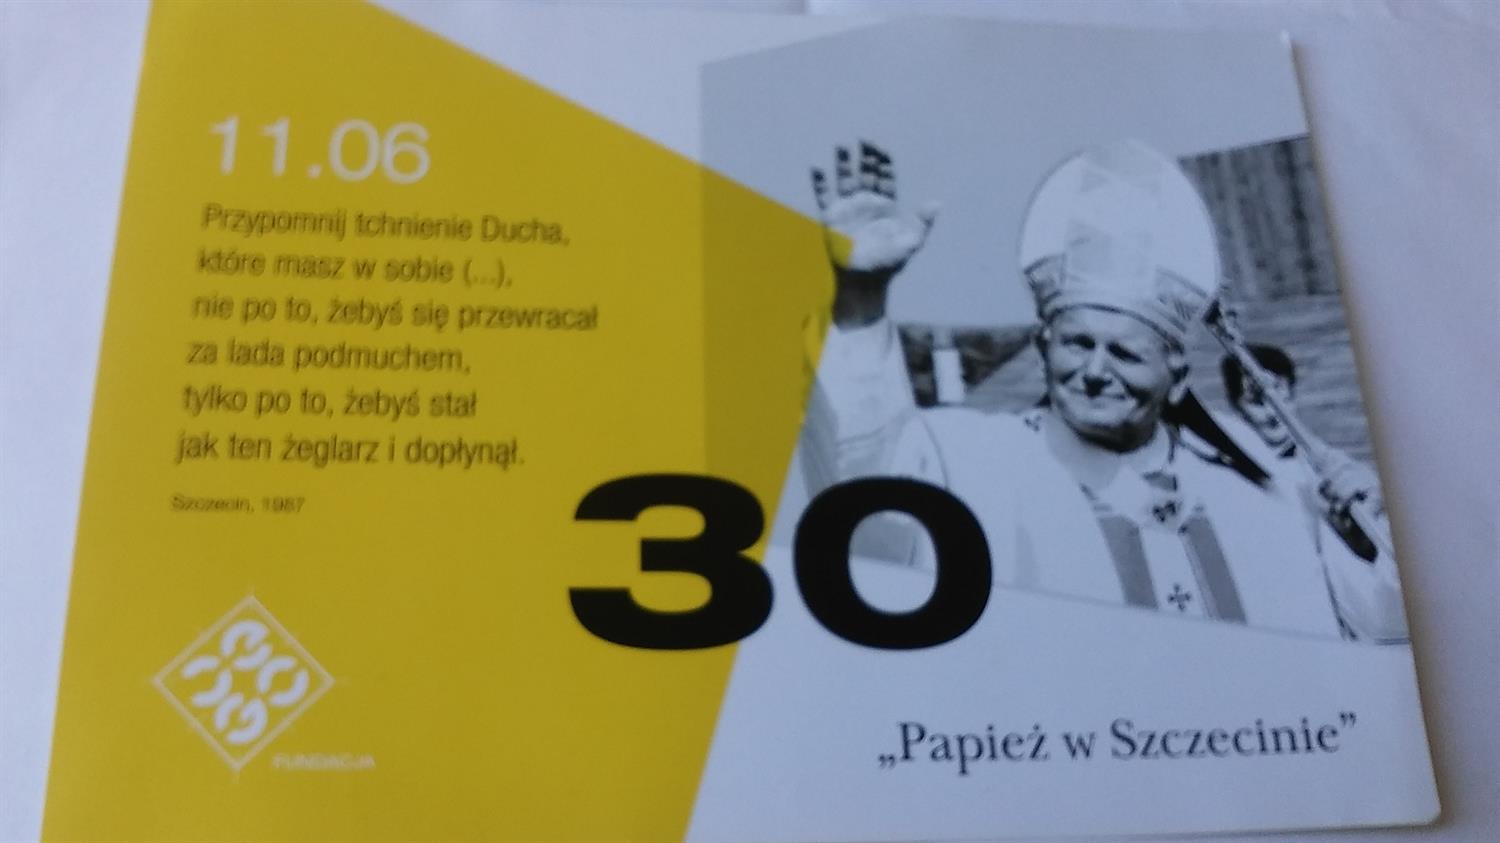 11.06
Przypomnij tchnienie Ducha,
które masz w sobie (...),
nie po to, żebyś się przewracał
za lada podmuchem,
tylko po to, żebyś stał
jak ten żeglarz i dopłynął.
Szczecin, 1987
30
FUNDACJA
„Papież w Szczecinie”